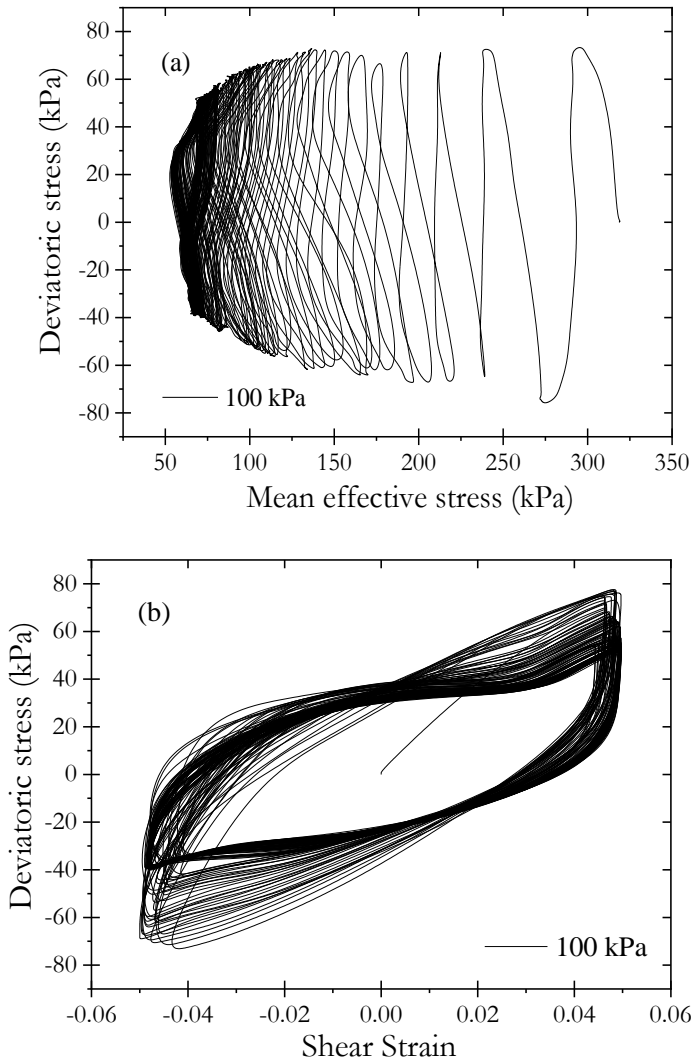 80
(a)
60
40
20
0
-20
-40
-60
-80
Deviatoric stress (kPa)
100 kPa
50 100 150 200 250 300 350
Mean effective stress (kPa)
80
(b)
60
40
20
0
-20
-40
-60
-80
Deviatoric stress (kPa)
100 kPa
-0.06 -0.04 -0.02 0.00 0.02 0.04 0.06
Shear Strain